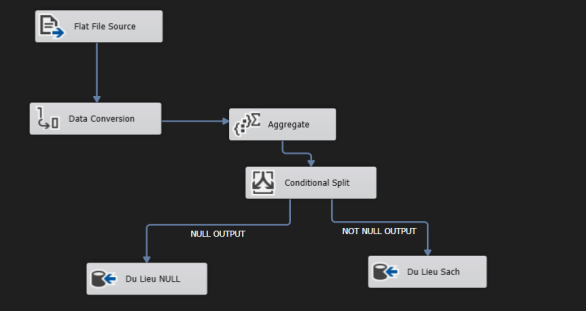 Flat File Source
Data Conversion
Aggregate
Conditional Split
NULL OUTPUT
NOT NULL OUTPUT
Du Lieu NULL
Du Lieu Sach